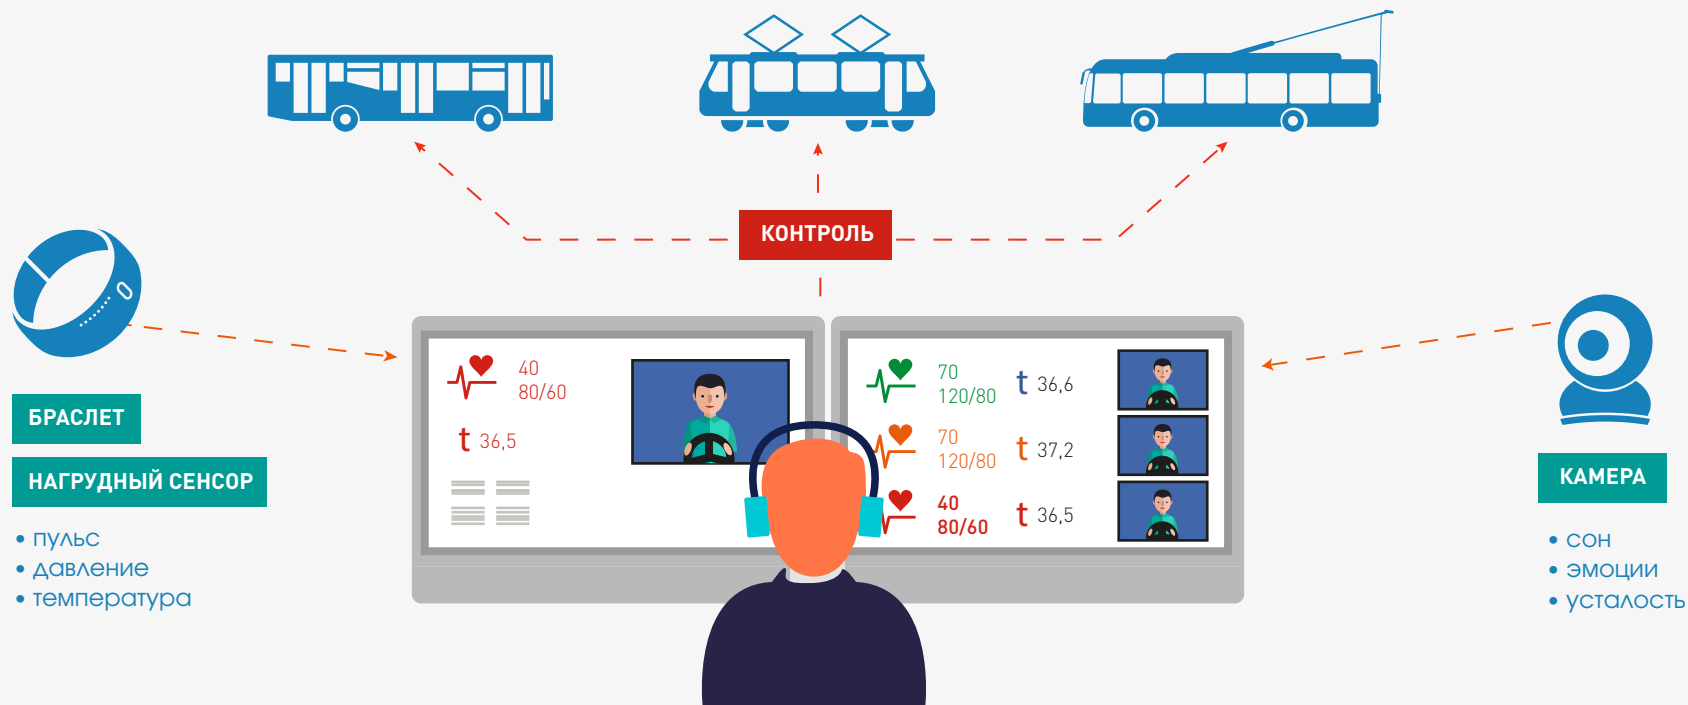 КОНТРОЛЬ
БРАСЛЕТ
НАГРУДНЫЙ СЕНСОР
• пульс
• давление
• температура
40
80/60
t 36,5
70
120/80
t 36,6
70
120/80
t 37,2
40
80/60
t 36,5
КАМЕРА
• сон
• эмоции
• усталость